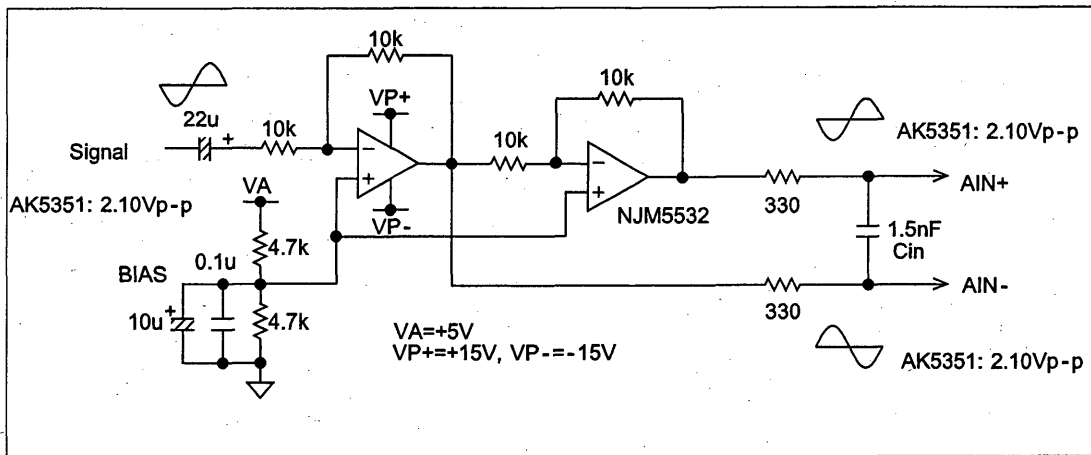 10k
10k
VP+
22u
+
10k
10k
AK5351: 2.10Vp-p
Signal
−
+
−
+
AIN+
VA
NJM5532
330
AK5351: 2.10Vp-p
VP-
1.5nF
Cin
4.7k
0.1u
BIAS
AIN-
+
10u
4.7k
330
VA=+5V
VP+=+15V, VP-=-15V
AK5351: 2.10Vp-p